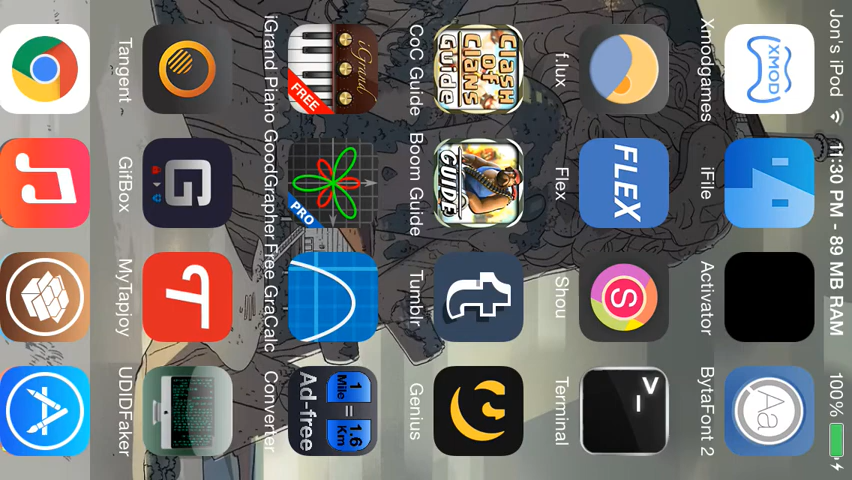 Jon's iPod 11:30 PM - 89 MB RAM 100%
XMOD
Xmodgames iFile Activator BytaFont 2
Aa
FLEX
S
>_
f.lux Flex Shou Terminal
Clash of Clans Guide
GUIDE
t
CoC Guide Boom Guide Tumblr Genius
iGrand
FREE
PRO
1 Mile = 1.6 Km
Ad-free
iGrand Piano GoodGrapher Free GraCalc Converter
G
T
Tangent GifBox MyTapjoy UDIDFaker